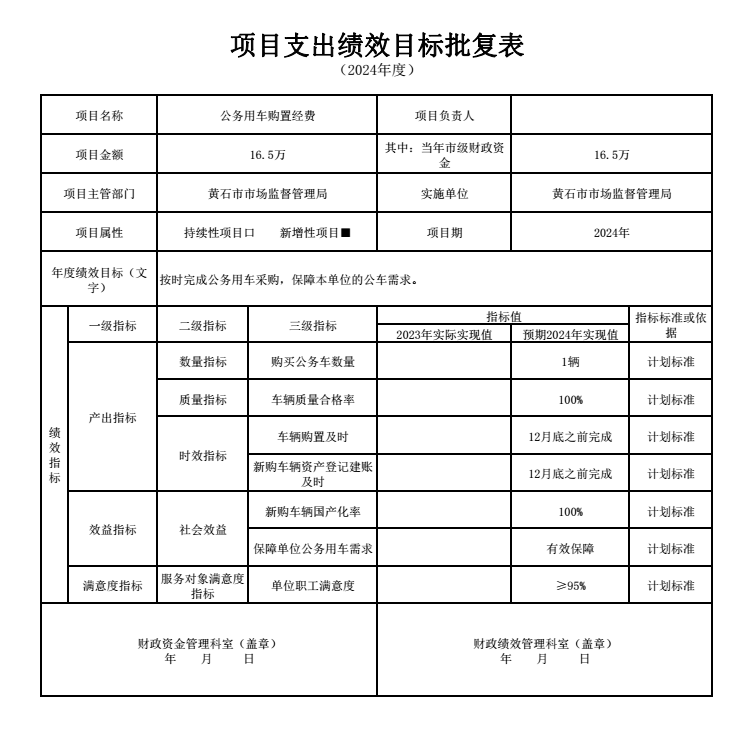 项目支出绩效目标批复表
（2024年度）
项目名称 公务用车购置经费 项目负责人
项目金额 16.5万 其中：当年市级财政资金 16.5万
项目主管部门 黄石市市场监督管理局 实施单位 黄石市市场监督管理局
项目属性 持续性项目口 新增性项目■ 项目期 2024年
年度绩效目标（文字） 按时完成公务用车采购，保障本单位的公车需求。
绩效指标
一级指标 二级指标 三级指标 指标值 指标标准或依据
2023年实际实现值 预期2024年实现值
产出指标 数量指标 购买公务车数量 1辆 计划标准
质量指标 车辆质量合格率 100% 计划标准
时效指标 车辆购置及时 12月底之前完成 计划标准
新购车辆资产登记建账及时 12月底之前完成 计划标准
效益指标 社会效益 新购车辆国产化率 100% 计划标准
保障单位公务用车需求 有效保障 计划标准
满意度指标 服务对象满意度指标 单位职工满意度 ≥95% 计划标准
财政资金管理科室（盖章） 财政绩效管理科室（盖章）
年 月 日 年 月 日